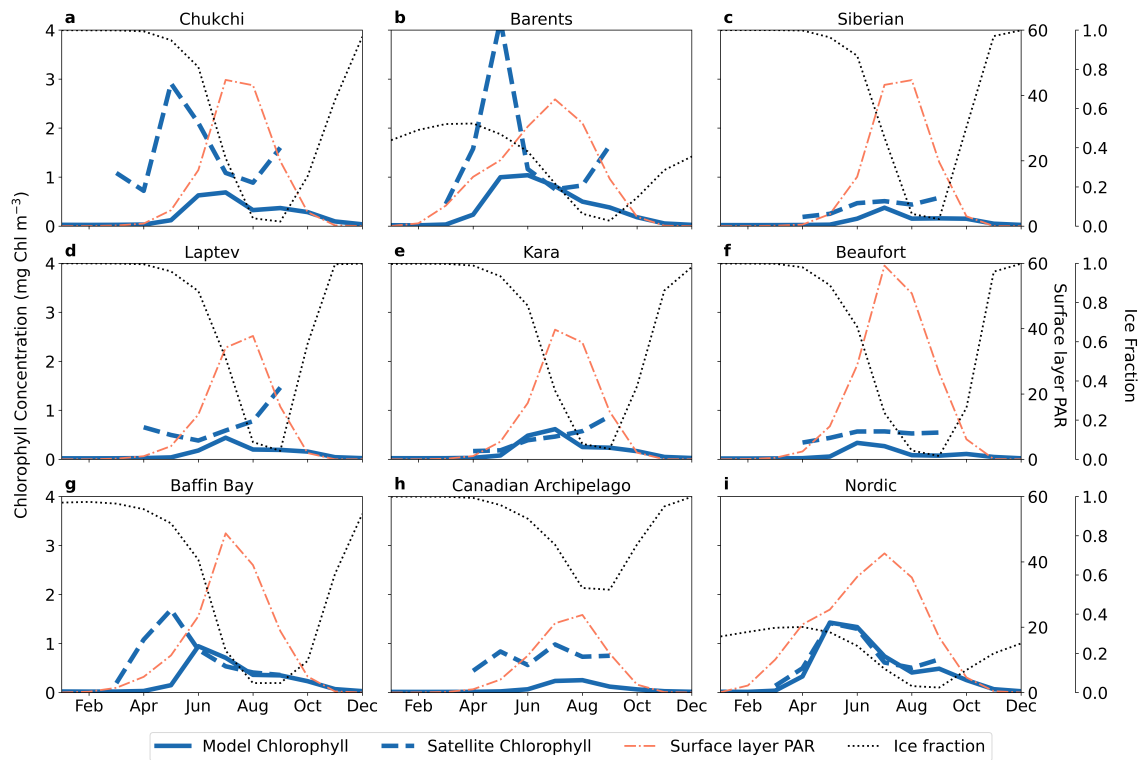 a Chukchi
b Barents
c Siberian
4 3 2 1 0
60 40 20 0
1.0 0.8 0.6 0.4 0.2 0.0
d Laptev
e Kara
f Beaufort
4 3 2 1 0
60 40 20 0
1.0 0.8 0.6 0.4 0.2 0.0
Chlorophyll Concentration (mg Chl m⁻³)
Surface layer PAR
Ice Fraction
g Baffin Bay
h Canadian Archipelago
i Nordic
4 3 2 1 0
60 40 20 0
1.0 0.8 0.6 0.4 0.2 0.0
Feb Apr Jun Aug Oct Dec
Feb Apr Jun Aug Oct Dec
Feb Apr Jun Aug Oct Dec
Model Chlorophyll Satellite Chlorophyll Surface layer PAR Ice fraction